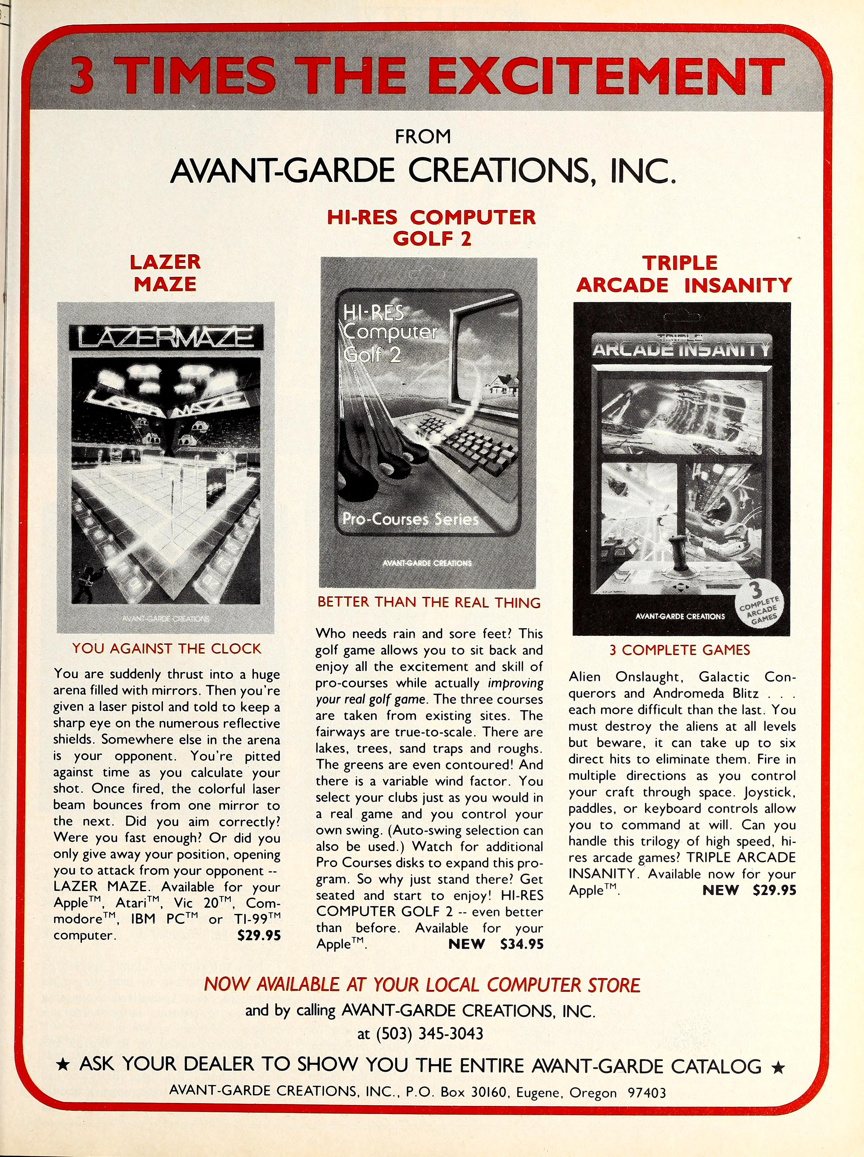 3 TIMES THE EXCITEMENT
FROM
AVANT-GARDE CREATIONS, INC.
LAZER
MAZE
LAZERMAZE
LAZER MAZE
AVANT-GARDE CREATIONS
YOU AGAINST THE CLOCK
You are suddenly thrust into a huge
arena filled with mirrors. Then you're
given a laser pistol and told to keep a
sharp eye on the numerous reflective
shields. Somewhere else in the arena
is your opponent. You're pitted
against time as you calculate your
shot. Once fired, the colorful laser
beam bounces from one mirror to
the next. Did you aim correctly?
Were you fast enough? Or did you
only give away your position, opening
you to attack from your opponent --
LAZER MAZE. Available for your
Apple™, Atari™, Vic 20™, Com-
modore™, IBM PC™ or TI-99™
computer. $29.95
HI-RES COMPUTER
GOLF 2
HI-RES
Computer
Golf 2
Pro-Courses Series
AVANT-GARDE CREATIONS
BETTER THAN THE REAL THING
Who needs rain and sore feet? This
golf game allows you to sit back and
enjoy all the excitement and skill of
pro-courses while actually improving
your real golf game. The three courses
are taken from existing sites. The
fairways are true-to-scale. There are
lakes, trees, sand traps and roughs.
The greens are even contoured! And
there is a variable wind factor. You
select your clubs just as you would in
a real game and you control your
own swing. (Auto-swing selection can
also be used.) Watch for additional
Pro Courses disks to expand this pro-
gram. So why just stand there? Get
seated and start to enjoy! HI-RES
COMPUTER GOLF 2 -- even better
than before. Available for your
Apple™. NEW $34.95
TRIPLE
ARCADE INSANITY
TRIPLE
ARCADE INSANITY
AVANT-GARDE CREATIONS
3
COMPLETE
ARCADE
GAMES
3 COMPLETE GAMES
Alien Onslaught, Galactic Con-
querors and Andromeda Blitz . . .
each more difficult than the last. You
must destroy the aliens at all levels
but beware, it can take up to six
direct hits to eliminate them. Fire in
multiple directions as you control
your craft through space. Joystick,
paddles, or keyboard controls allow
you to command at will. Can you
handle this trilogy of high speed, hi-
res arcade games? TRIPLE ARCADE
INSANITY. Available now for your
Apple™. NEW $29.95
NOW AVAILABLE AT YOUR LOCAL COMPUTER STORE
and by calling AVANT-GARDE CREATIONS, INC.
at (503) 345-3043
★ ASK YOUR DEALER TO SHOW YOU THE ENTIRE AVANT-GARDE CATALOG ★
AVANT-GARDE CREATIONS, INC., P.O. Box 30160, Eugene, Oregon 97403